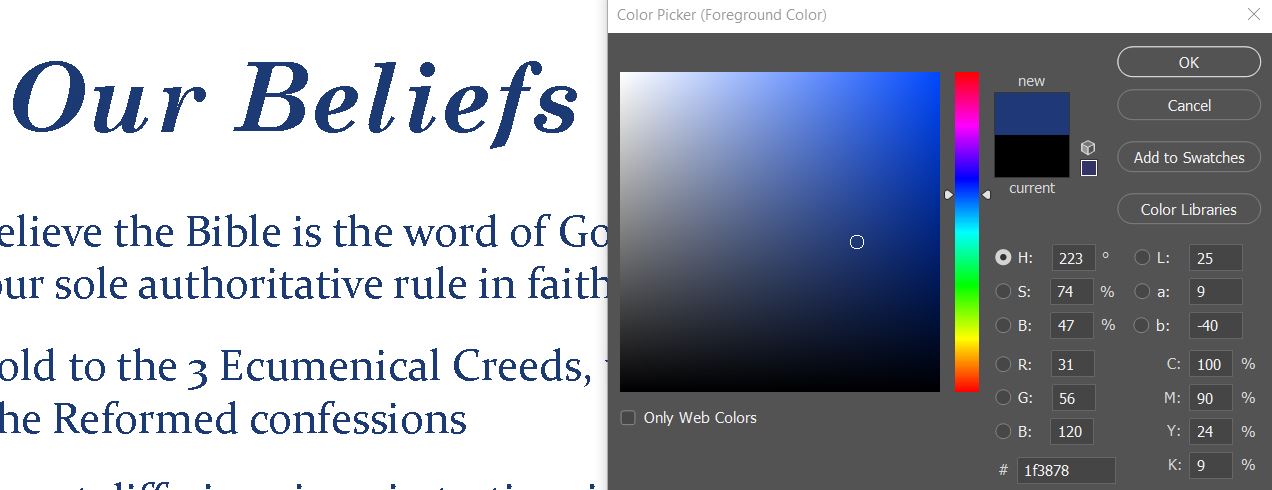 Our Beliefs
elieve the Bible is the word of Go
our sole authoritative rule in faith
old to the 3 Ecumenical Creeds,
he Reformed confessions
Color Picker (Foreground Color)
new
current
OK
Cancel
Add to Swatches
Color Libraries
H: 223 °
S: 74 %
B: 47 %
R: 31
G: 56
B: 120
# 1f3878
L: 25
a: 9
b: -40
C: 100 %
M: 90 %
Y: 24 %
K: 9 %
Only Web Colors